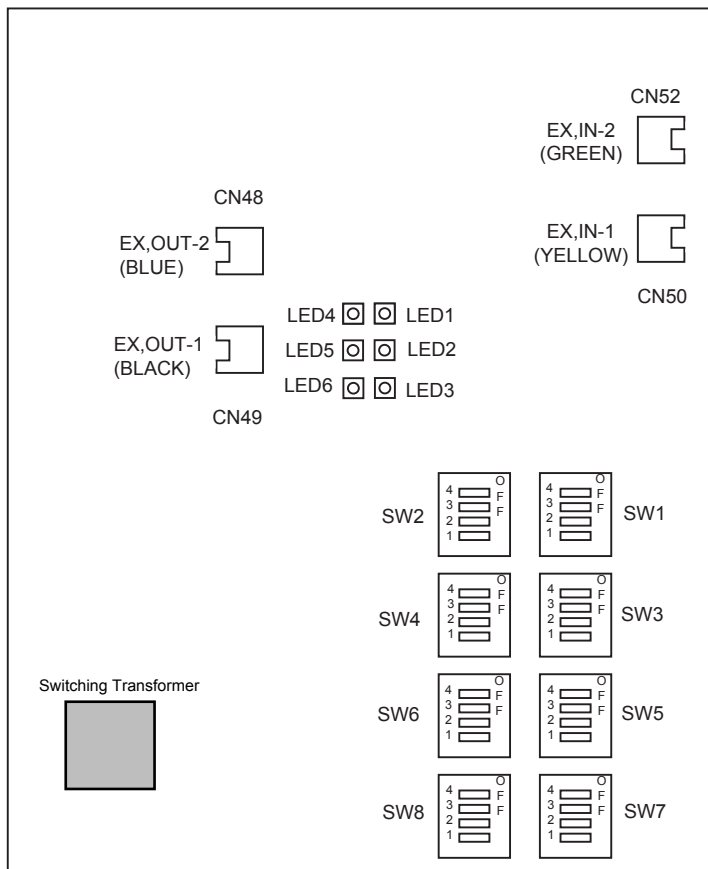 CN52
EX,IN-2
(GREEN)
CN48
EX,OUT-2
(BLUE)
EX,IN-1
(YELLOW)
CN50
LED4
LED1
EX,OUT-1
(BLACK)
LED5
LED2
LED6
LED3
CN49
SW2
4
3
2
1
O
F
F
4
3
2
1
O
F
F
SW1
SW4
4
3
2
1
O
F
F
4
3
2
1
O
F
F
SW3
Switching Transformer
SW6
4
3
2
1
O
F
F
4
3
2
1
O
F
F
SW5
SW8
4
3
2
1
O
F
F
4
3
2
1
O
F
F
SW7